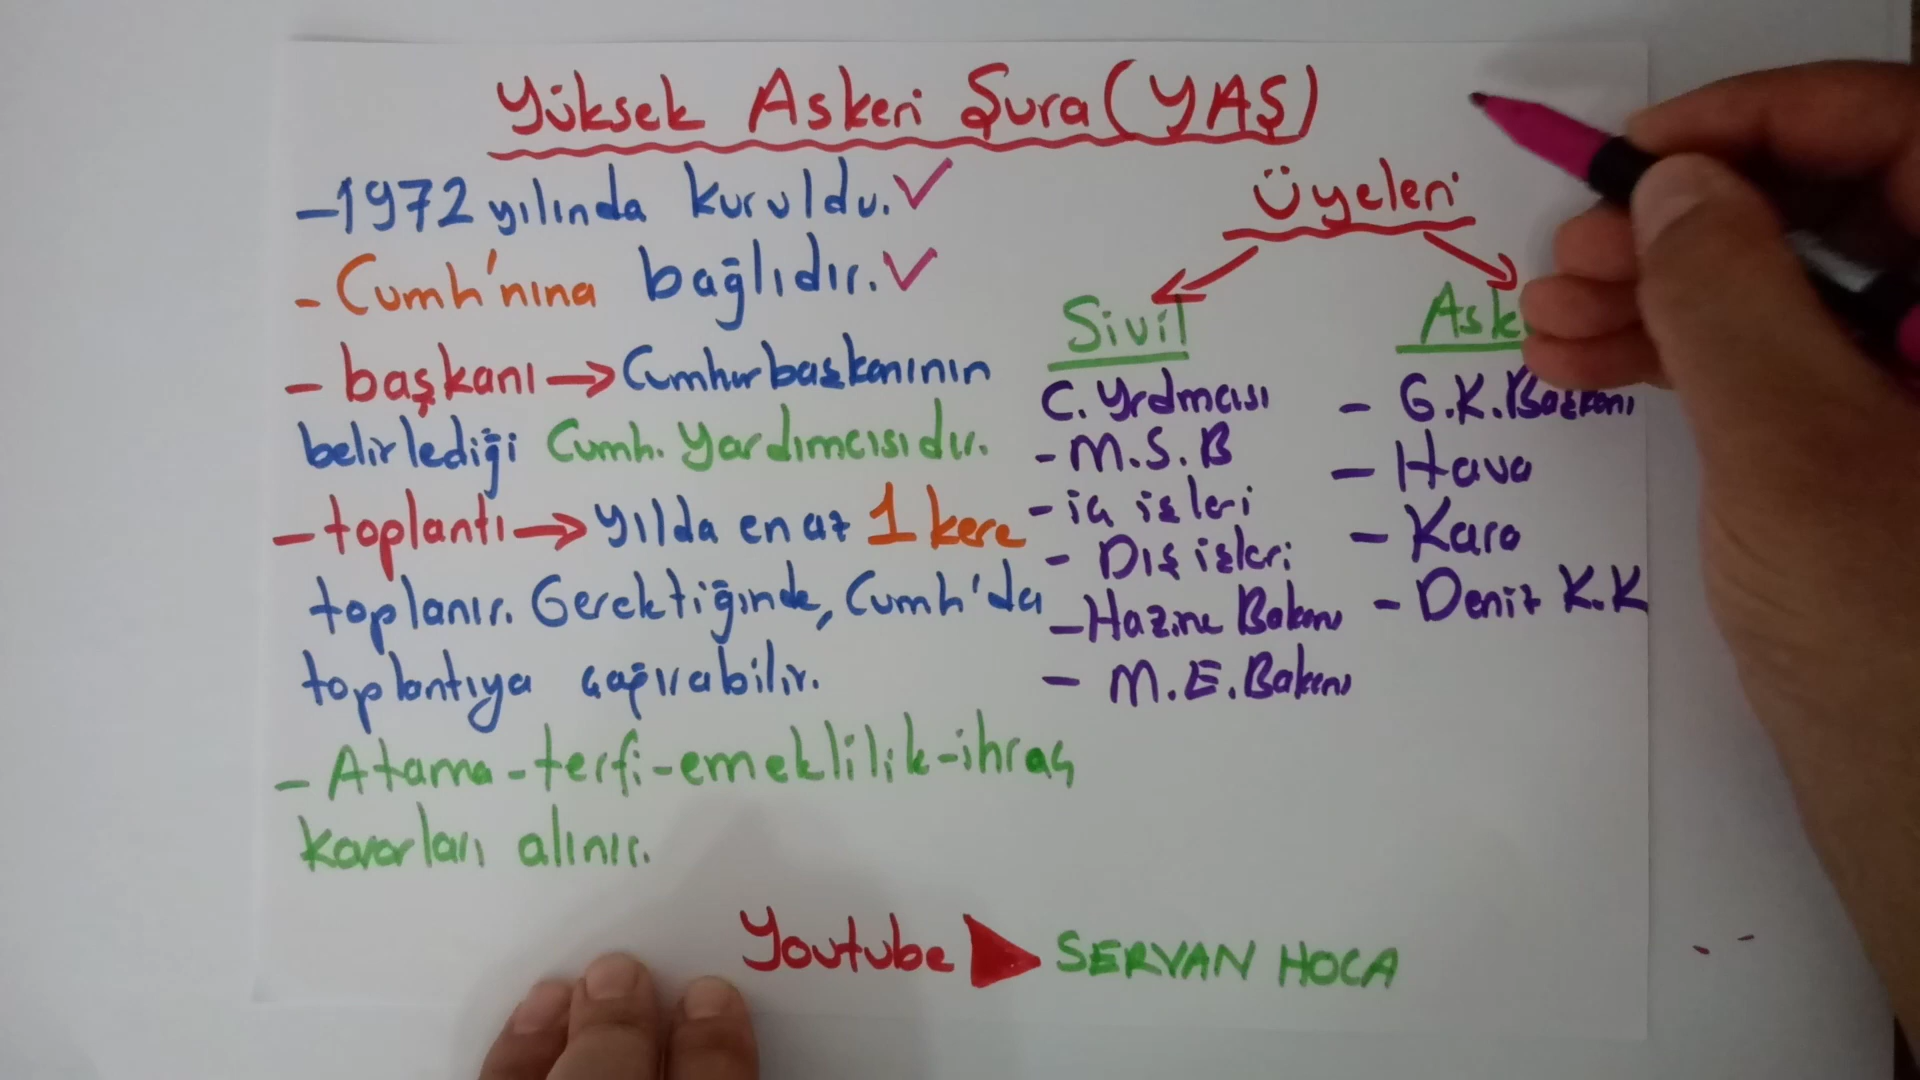 Yüksek Askeri Şura (YAŞ)
-1972 yılında kuruldu. ✓
- Cumh'nına bağlıdır. ✓
- başkanı → Cumhurbaşkanının
belirlediği Cumh. Yardımcısıdır.
- toplantı → yılda en az 1 kere
toplanır. Gerektiğinde, Cumh'da
toplantıya çağırabilir.
- Atama-terfi-emeklilik-ihraç
kararları alınır.
Üyeleri
Sivil
C. Yrdmcısı
- M.S.B
- iç işleri
- Dış işleri
- Hazine Bakanı
- M.E. Bakanı
Ask
- G.K. Başkanı
- Hava
- Kara
- Deniz K.K
Youtube ▶ SERVAN HOCA